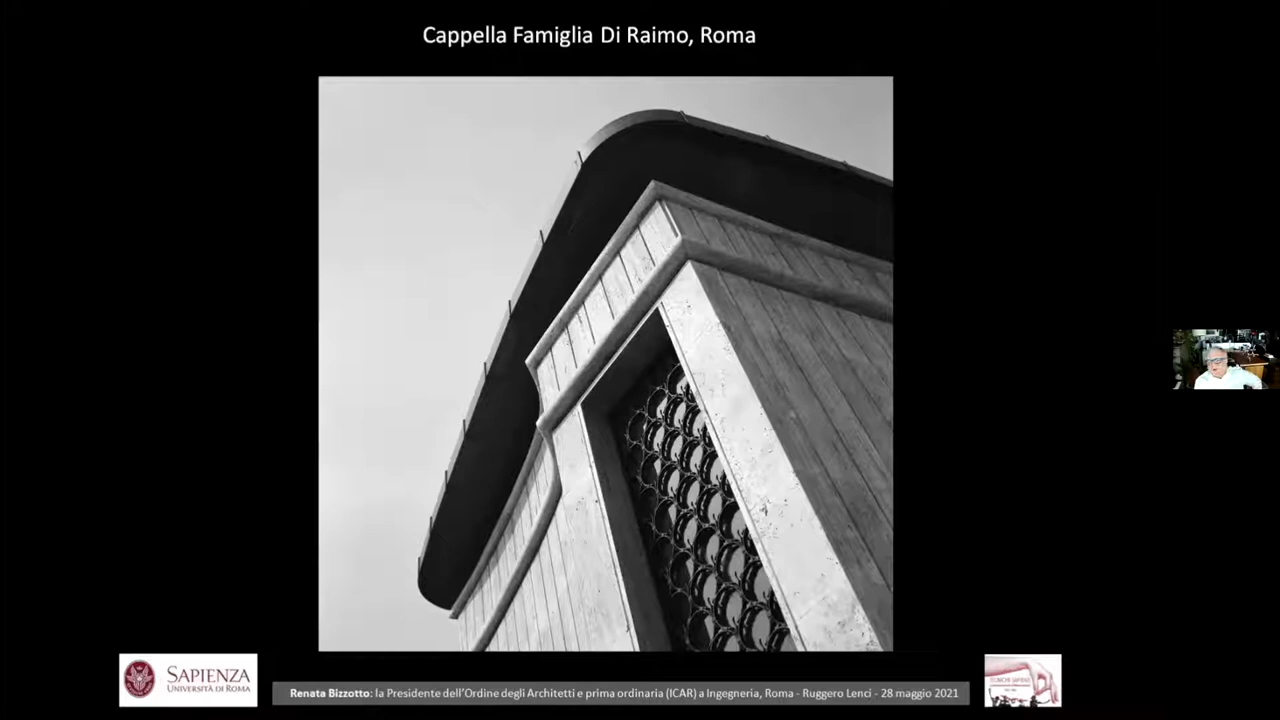 Cappella Famiglia Di Raimo, Roma
SAPIENZA
UNIVERSITÀ DI ROMA
Renata Bizzotto: la Presidente dell'Ordine degli Architetti e prima ordinaria (ICAR) a Ingegneria, Roma - Ruggero Lenci - 28 maggio 2021